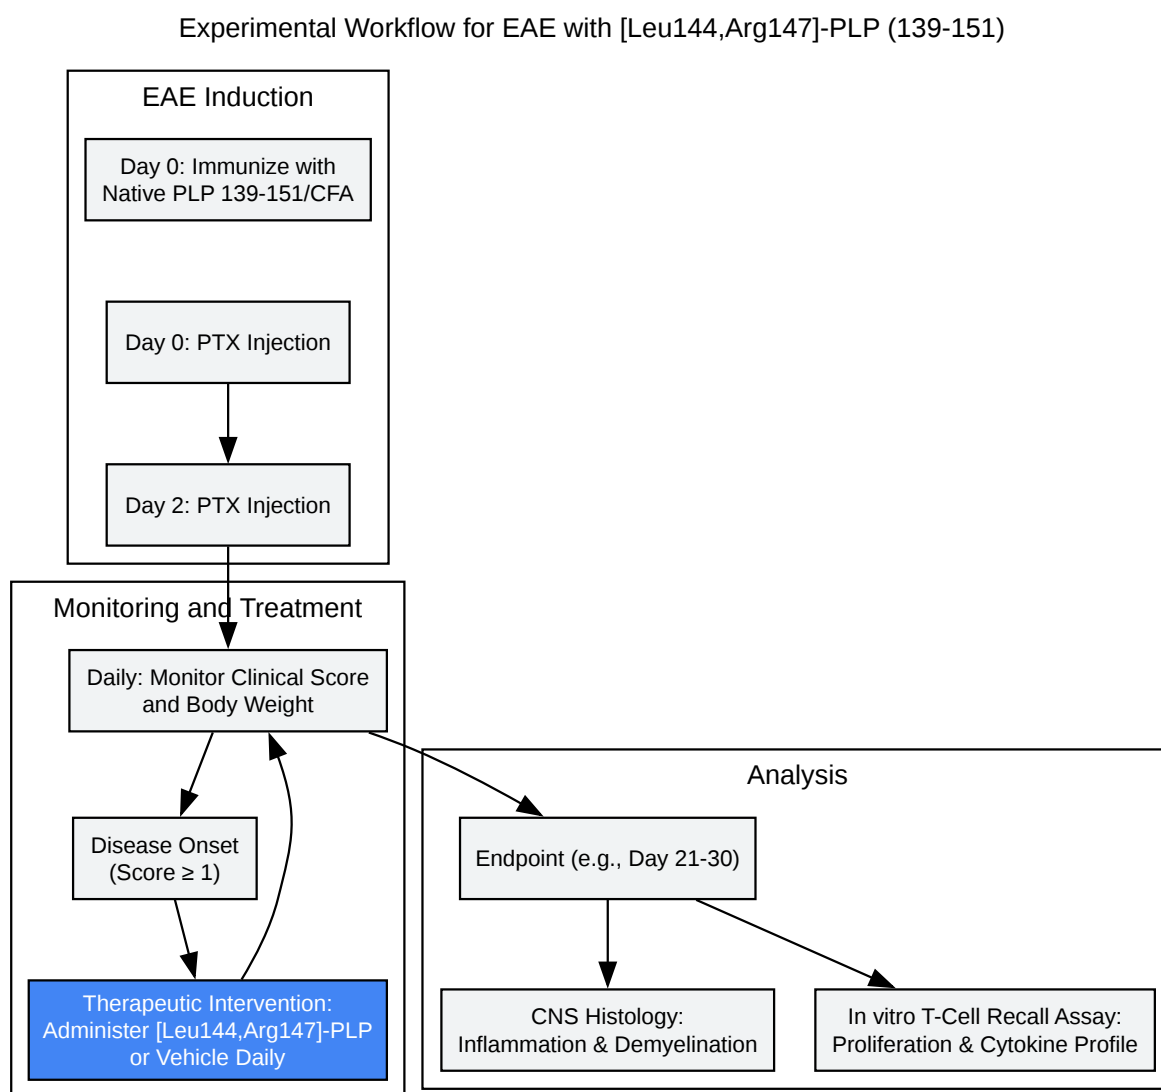 Experimental Workflow for EAE with [Leu144,Arg147]-PLP (139-151)
EAE Induction
Day 0: Immunize with
Native PLP 139-151/CFA
Day 0: PTX Injection
Day 2: PTX Injection
Monitoring and Treatment
Daily: Monitor Clinical Score
and Body Weight
Disease Onset
(Score ≥ 1)
Therapeutic Intervention:
Administer [Leu144,Arg147]-PLP
or Vehicle Daily
Analysis
Endpoint (e.g., Day 21-30)
CNS Histology:
Inflammation & Demyelination
In vitro T-Cell Recall Assay:
Proliferation & Cytokine Profile